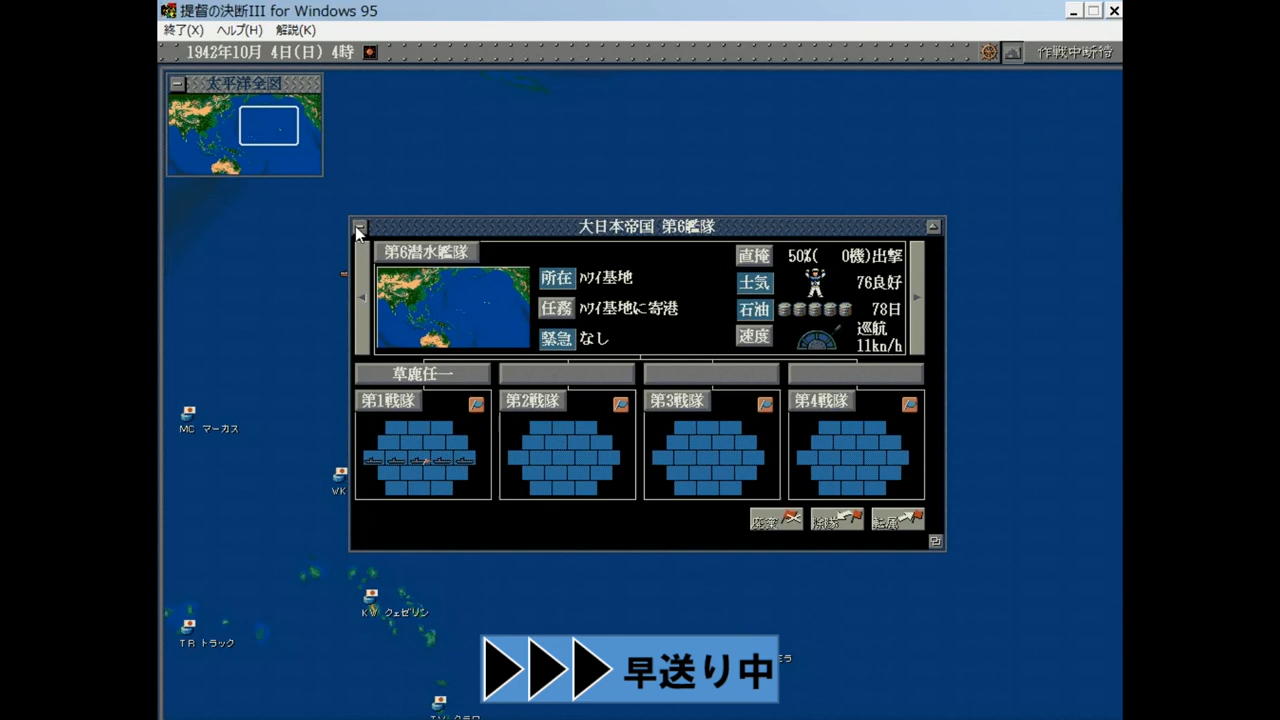 提督の決断III for Windows 95
終了(X) ヘルプ(H) 解説(K)
1942年10月 4日(日) 4時
作戦中断待
太平洋全図
大日本帝国 第6艦隊
第6潜水艦隊
所在 ハワイ基地
任務 ハワイ基地に寄港
緊急 なし
直掩 50%( 0機)出撃
士気 76良好
石油 78日
速度 巡航
11kn/h
草鹿任一
第1戦隊 第2戦隊 第3戦隊 第4戦隊
廃棄 除隊 転属
MC マーカス
WK
KW クェゼリン
TR トラック
早送り中